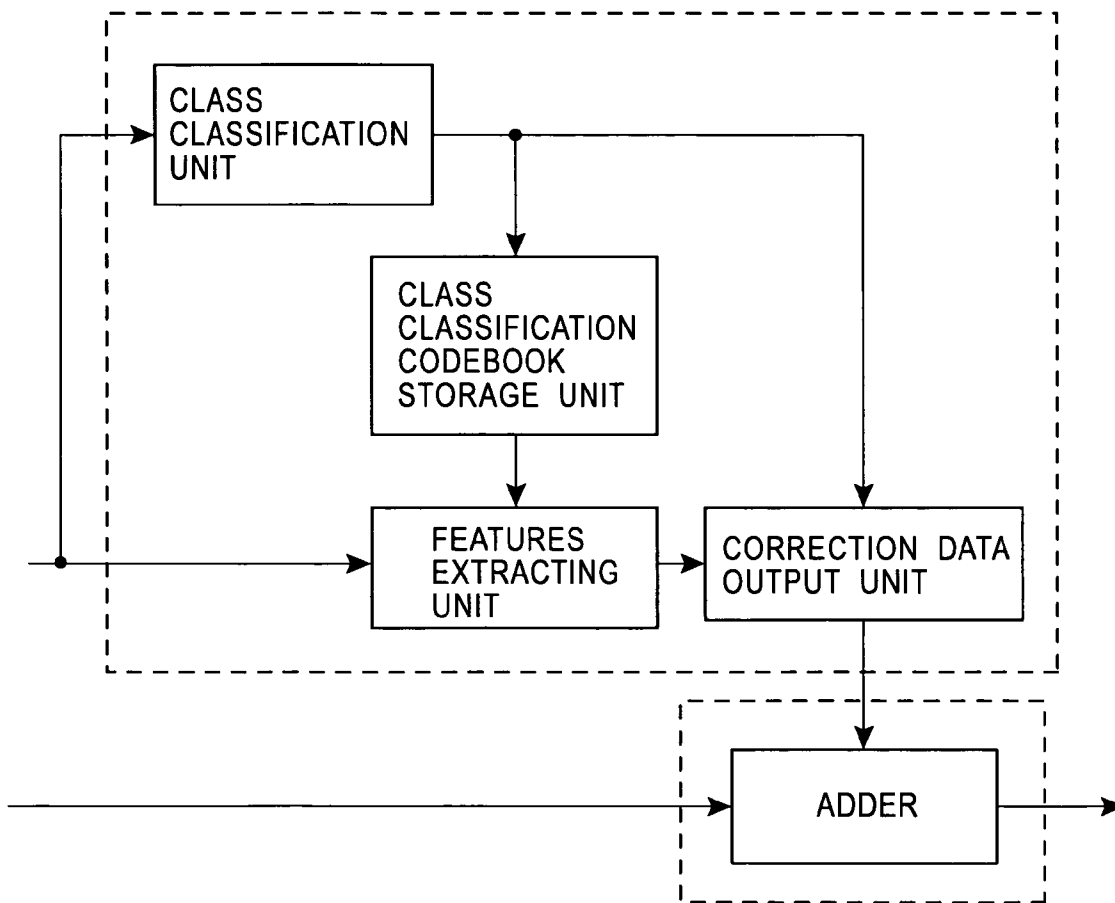 CLASS
CLASSIFICATION
UNIT
CLASS
CLASSIFICATION
CODEBOOK
STORAGE UNIT
FEATURES
EXTRACTING
UNIT
CORRECTION DATA
OUTPUT UNIT
ADDER